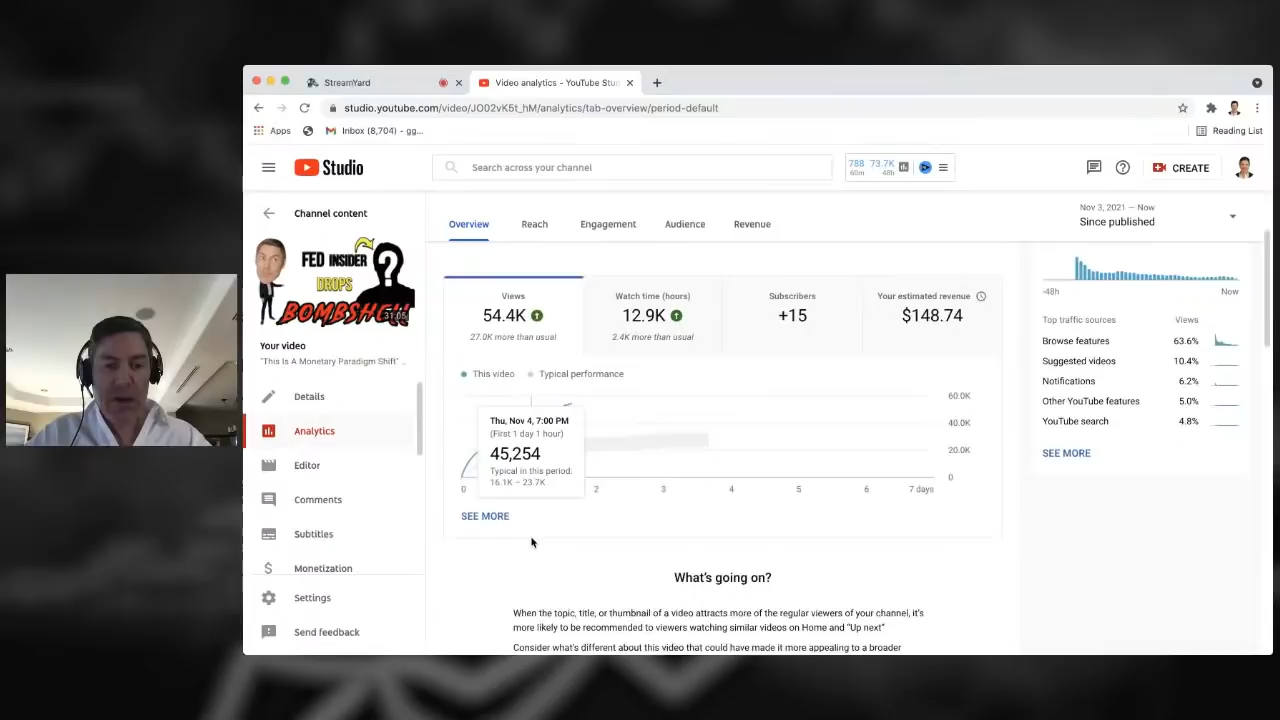 StreamYard
Video analytics - YouTube Stu
studio.youtube.com/video/JO02vK5t_hM/analytics/tab-overview/period-default
Apps
Inbox (8,704) - gg...
Reading List
Studio
Search across your channel
788 73.7K
60m 48h
CREATE
Channel content
FED INSIDER
DROPS
BOMBSHELL
31:05
Your video
"This Is A Monetary Paradigm Shift" ..
Details
Analytics
Editor
Comments
Subtitles
$ Monetization
Settings
Send feedback
Overview
Reach
Engagement
Audience
Revenue
Nov 3, 2021 — Now
Since published
Views
54.4K
27.0K more than usual
Watch time (hours)
12.9K
2.4K more than usual
Subscribers
+15
Your estimated revenue
$148.74
This video
Typical performance
Thu, Nov 4, 7:00 PM
(First 1 day 1 hour)
45,254
Typical in this period:
16.1K – 23.7K
60.0K
40.0K
20.0K
0
0 2 3 4 5 6 7 days
SEE MORE
What's going on?
When the topic, title, or thumbnail of a video attracts more of the regular viewers of your channel, it's
more likely to be recommended to viewers watching similar videos on Home and "Up next"
Consider what's different about this video that could have made it more appealing to a broader
-48h Now
Top traffic sources Views
Browse features 63.6%
Suggested videos 10.4%
Notifications 6.2%
Other YouTube features 5.0%
YouTube search 4.8%
SEE MORE